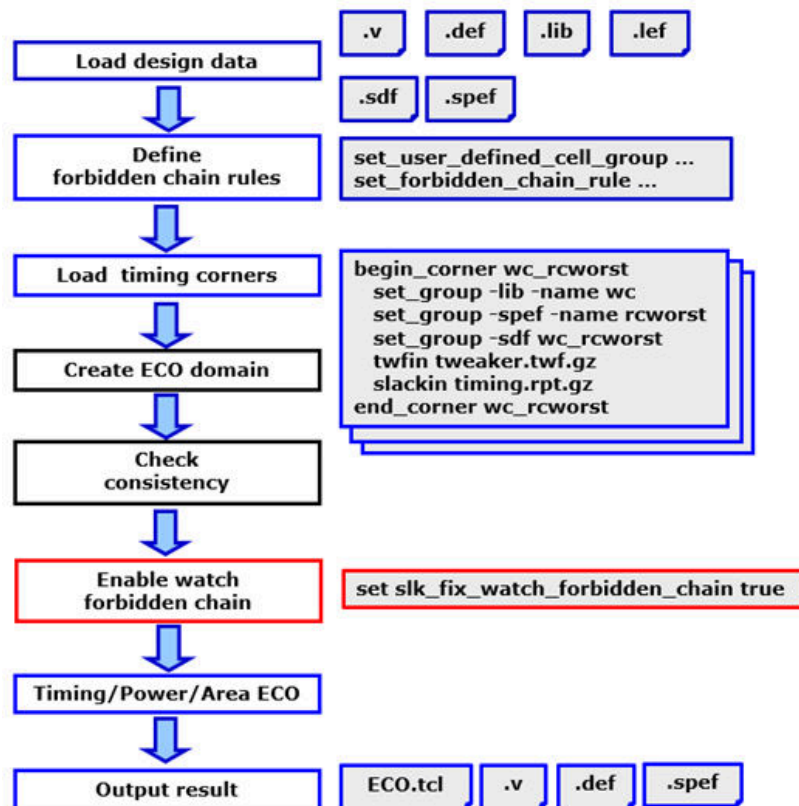 Load design data
.v .def .lib .lef
.sdf .spef
Define
forbidden chain rules
set_user_defined_cell_group ...
set_forbidden_chain_rule ...
Load timing corners
begin_corner wc_rcworst
set_group -lib -name wc
set_group -spef -name rcworst
set_group -sdf wc_rcworst
twfin tweaker.twf.gz
slackin timing.rpt.gz
end_corner wc_rcworst
Create ECO domain
Check
consistency
Enable watch
forbidden chain
set slk_fix_watch_forbidden_chain true
Timing/Power/Area ECO
Output result
ECO.tcl .v .def .spef